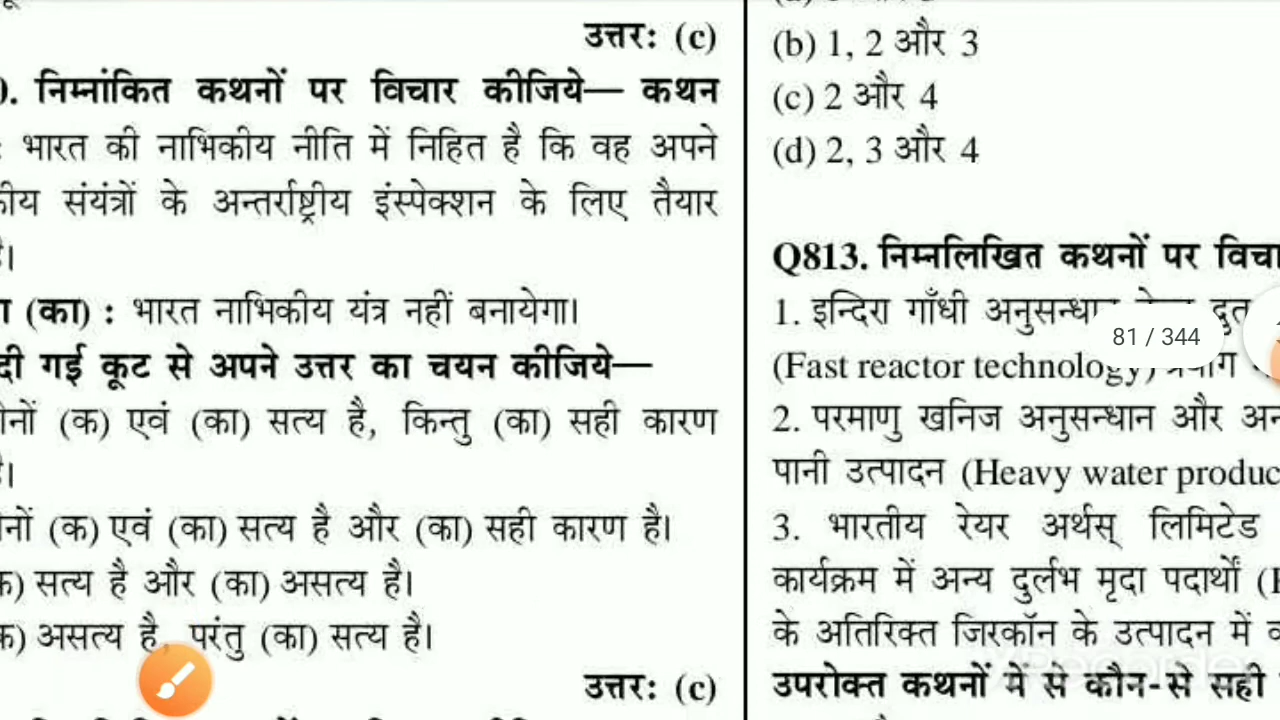 उत्तरः (c)
). निम्नांकित कथनों पर विचार कीजिये— कथन
: भारत की नाभिकीय नीति में निहित है कि वह अपने
कीय संयंत्रों के अन्तर्राष्ट्रीय इंस्पेक्शन के लिए तैयार
है।
ा (का) : भारत नाभिकीय यंत्र नहीं बनायेगा।
दी गई कूट से अपने उत्तर का चयन कीजिये—
ोनों (क) एवं (का) सत्य है, किन्तु (का) सही कारण
है।
ोनों (क) एवं (का) सत्य है और (का) सही कारण है।
क) सत्य है और (का) असत्य है।
क) असत्य है, परंतु (का) सत्य है।
उत्तरः (c)
(b) 1, 2 और 3
(c) 2 और 4
(d) 2, 3 और 4
Q813. निम्नलिखित कथनों पर विचा
1. इन्दिरा गाँधी अनुसन्धा द्रुत
(Fast reactor technology)
2. परमाणु खनिज अनुसन्धान और अन
पानी उत्पादन (Heavy water produc
3. भारतीय रेयर अर्थस् लिमिटेड
कार्यक्रम में अन्य दुर्लभ मृदा पदार्थों (
के अतिरिक्त जिरकॉन के उत्पादन में
उपरोक्त कथनों में से कौन-से सही
81 / 344